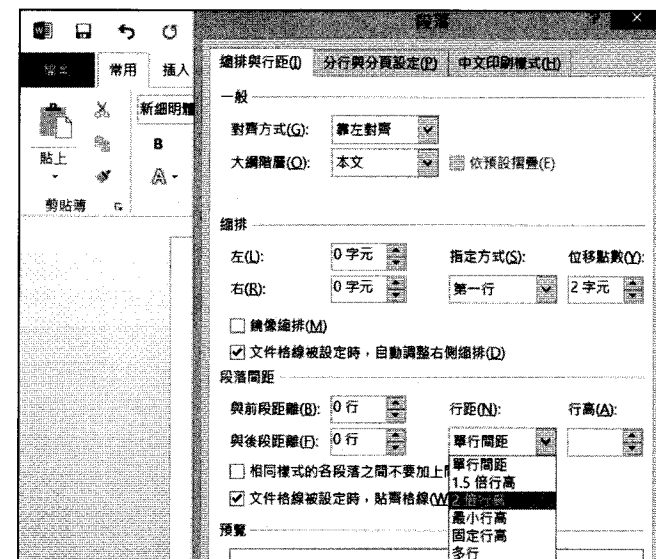 段落 ? ×
檔案 常用 插入
新細明體
B
A
貼上
剪貼簿
縮排與行距(I) 分行與分頁設定(P) 中文印刷樣式(H)
一般
對齊方式(G): 靠左對齊
大綱階層(O): 本文 依預設摺疊(E)
縮排
左(L): 0 字元 指定方式(S): 位移點數(Y):
右(R): 0 字元 第一行 2 字元
鏡像縮排(M)
文件格線被設定時，自動調整右側縮排(D)
段落間距
與前段距離(B): 0 行 行距(N): 行高(A):
與後段距離(F): 0 行 單行間距
相同樣式的各段落之間不要加上
文件格線被設定時，貼齊格線(W)
單行間距
1.5 倍行高
2 倍行高
最小行高
固定行高
多行
預覽